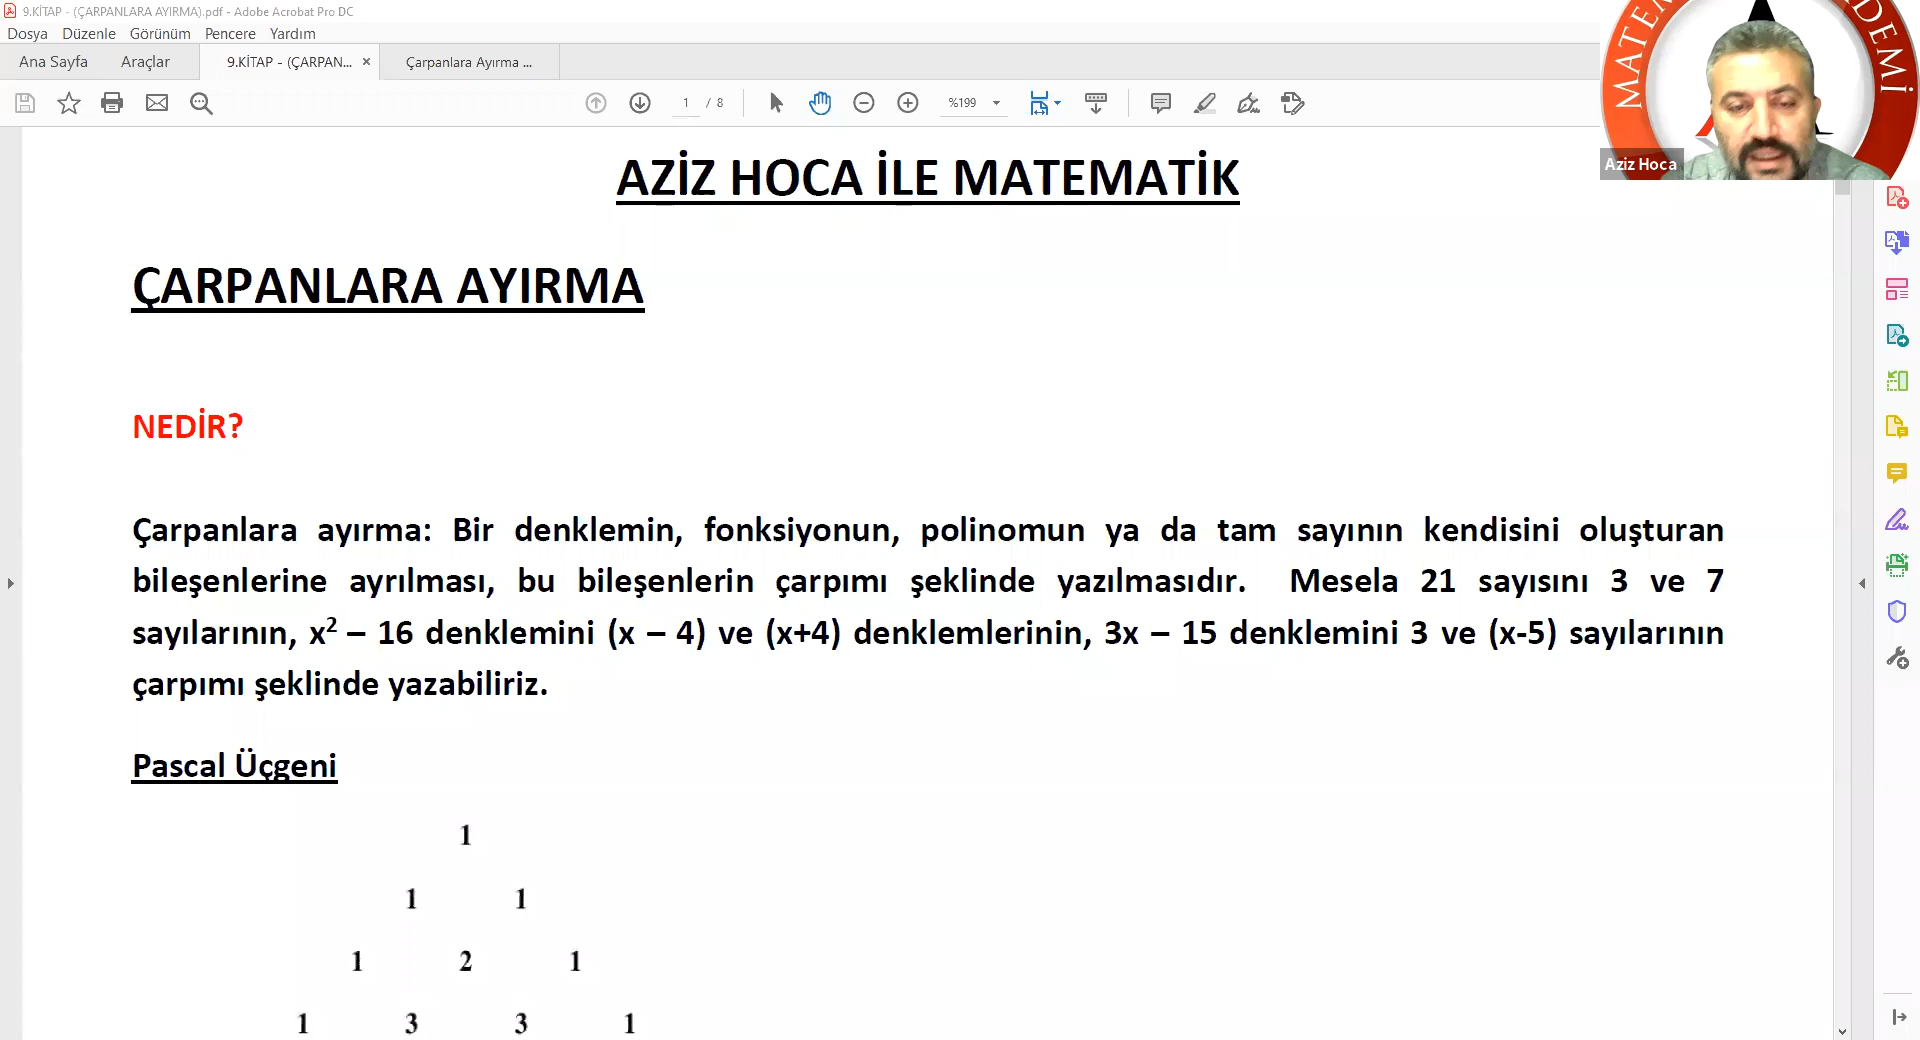 9.KİTAP - (ÇARPANLARA AYIRMA).pdf - Adobe Acrobat Pro DC
Dosya Düzenle Görünüm Pencere Yardım
Ana Sayfa Araçlar 9.KİTAP - (ÇARPAN... × Çarpanlara Ayırma ...
1 / 8 %199
Aziz Hoca
AZİZ HOCA İLE MATEMATİK
ÇARPANLARA AYIRMA
NEDİR?
Çarpanlara ayırma: Bir denklemin, fonksiyonun, polinomun ya da tam sayının kendisini oluşturan
bileşenlerine ayrılması, bu bileşenlerin çarpımı şeklinde yazılmasıdır. Mesela 21 sayısını 3 ve 7
sayılarının, x² – 16 denklemini (x – 4) ve (x+4) denklemlerinin, 3x – 15 denklemini 3 ve (x-5) sayılarının
çarpımı şeklinde yazabiliriz.
Pascal Üçgeni
1
1 1
1 2 1
1 3 3 1